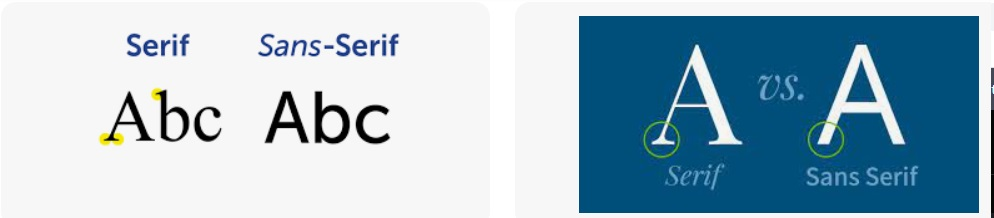 Serif Sans-Serif
Abc Abc
A vs. A
Serif Sans Serif